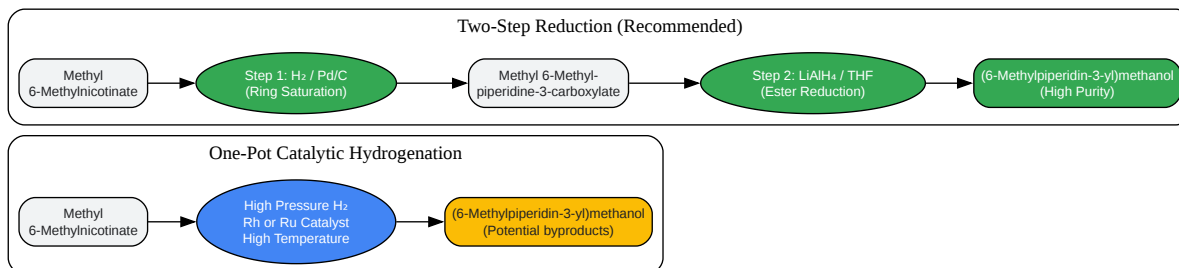 Two-Step Reduction (Recommended)
Methyl
6-Methylnicotinate
Step 1: H₂ / Pd/C
(Ring Saturation)
Methyl 6-Methyl-
piperidine-3-carboxylate
Step 2: LiAlH₄ / THF
(Ester Reduction)
(6-Methylpiperidin-3-yl)methanol
(High Purity)
One-Pot Catalytic Hydrogenation
Methyl
6-Methylnicotinate
High Pressure H₂
Rh or Ru Catalyst
High Temperature
(6-Methylpiperidin-3-yl)methanol
(Potential byproducts)